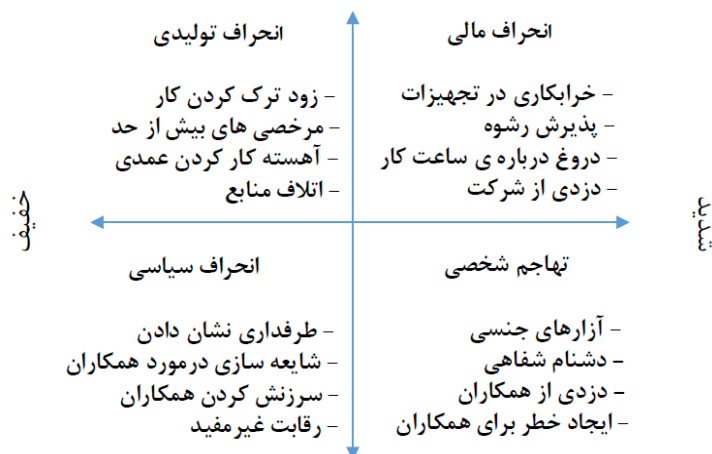 انحراف مالی
– خرابکاری در تجهیزات
– پذیرش رشوه
– دروغ درباره ی ساعت کار
– دزدی از شرکت
انحراف تولیدی
– زود ترک کردن کار
– مرخصی های بیش از حد
– آهسته کار کردن عمدی
– اتلاف منابع
شدید
خفیف
تهاجم شخصی
– آزارهای جنسی
– دشنام شفاهی
– دزدی از همکاران
– ایجاد خطر برای همکاران
انحراف سیاسی
– طرفداری نشان دادن
– شایعه سازی درمورد همکاران
– سرزنش کردن همکاران
– رقابت غیرمفید